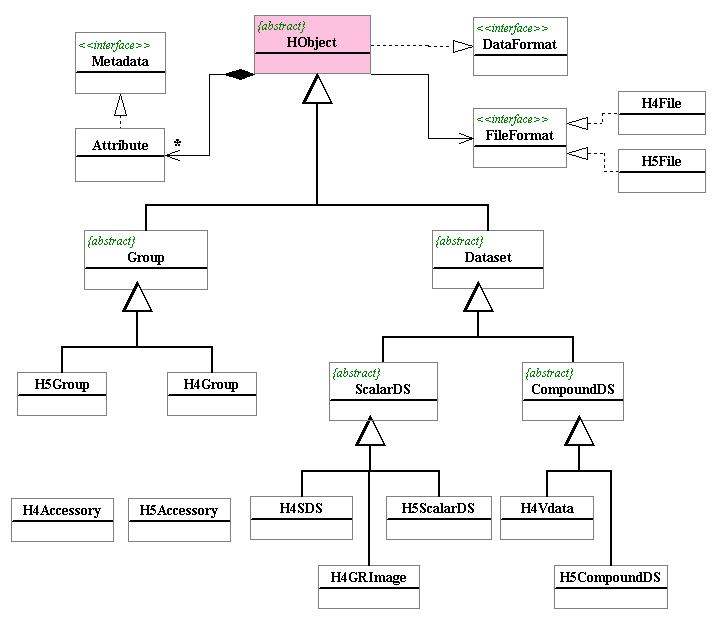 {abstract}
HObject
<<interface>>
DataFormat
<<interface>>
Metadata
Attribute
*
<<interface>>
FileFormat
H4File
H5File
{abstract}
Group
{abstract}
Dataset
H5Group
H4Group
{abstract}
ScalarDS
{abstract}
CompoundDS
H4Accessory
H5Accessory
H4SDS
H5ScalarDS
H4Vdata
H4GRImage
H5CompoundDS